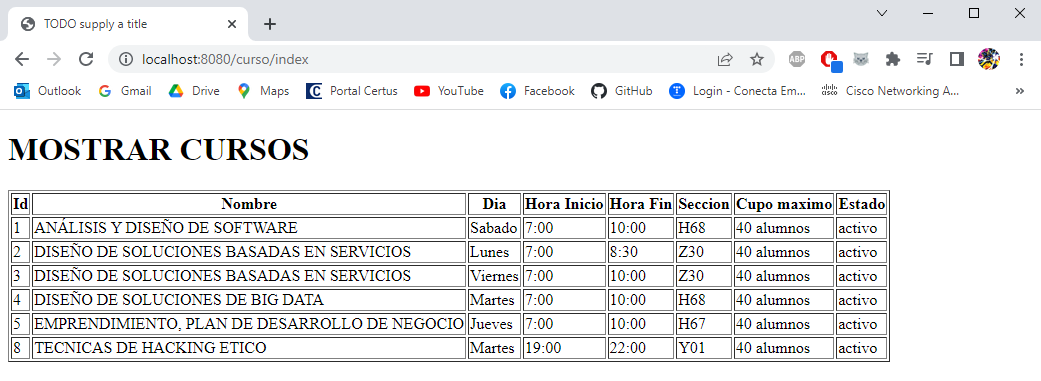 TODO supply a title
localhost:8080/curso/index
ABP
Outlook Gmail Drive Maps Portal Certus YouTube Facebook GitHub Login - Conecta Em... Cisco Networking A... »
MOSTRAR CURSOS
Id Nombre Dia Hora Inicio Hora Fin Seccion Cupo maximo Estado
1 ANÁLISIS Y DISEÑO DE SOFTWARE Sabado 7:00 10:00 H68 40 alumnos activo
2 DISEÑO DE SOLUCIONES BASADAS EN SERVICIOS Lunes 7:00 8:30 Z30 40 alumnos activo
3 DISEÑO DE SOLUCIONES BASADAS EN SERVICIOS Viernes 7:00 10:00 Z30 40 alumnos activo
4 DISEÑO DE SOLUCIONES DE BIG DATA Martes 7:00 10:00 H68 40 alumnos activo
5 EMPRENDIMIENTO, PLAN DE DESARROLLO DE NEGOCIO Jueves 7:00 10:00 H67 40 alumnos activo
8 TECNICAS DE HACKING ETICO Martes 19:00 22:00 Y01 40 alumnos activo